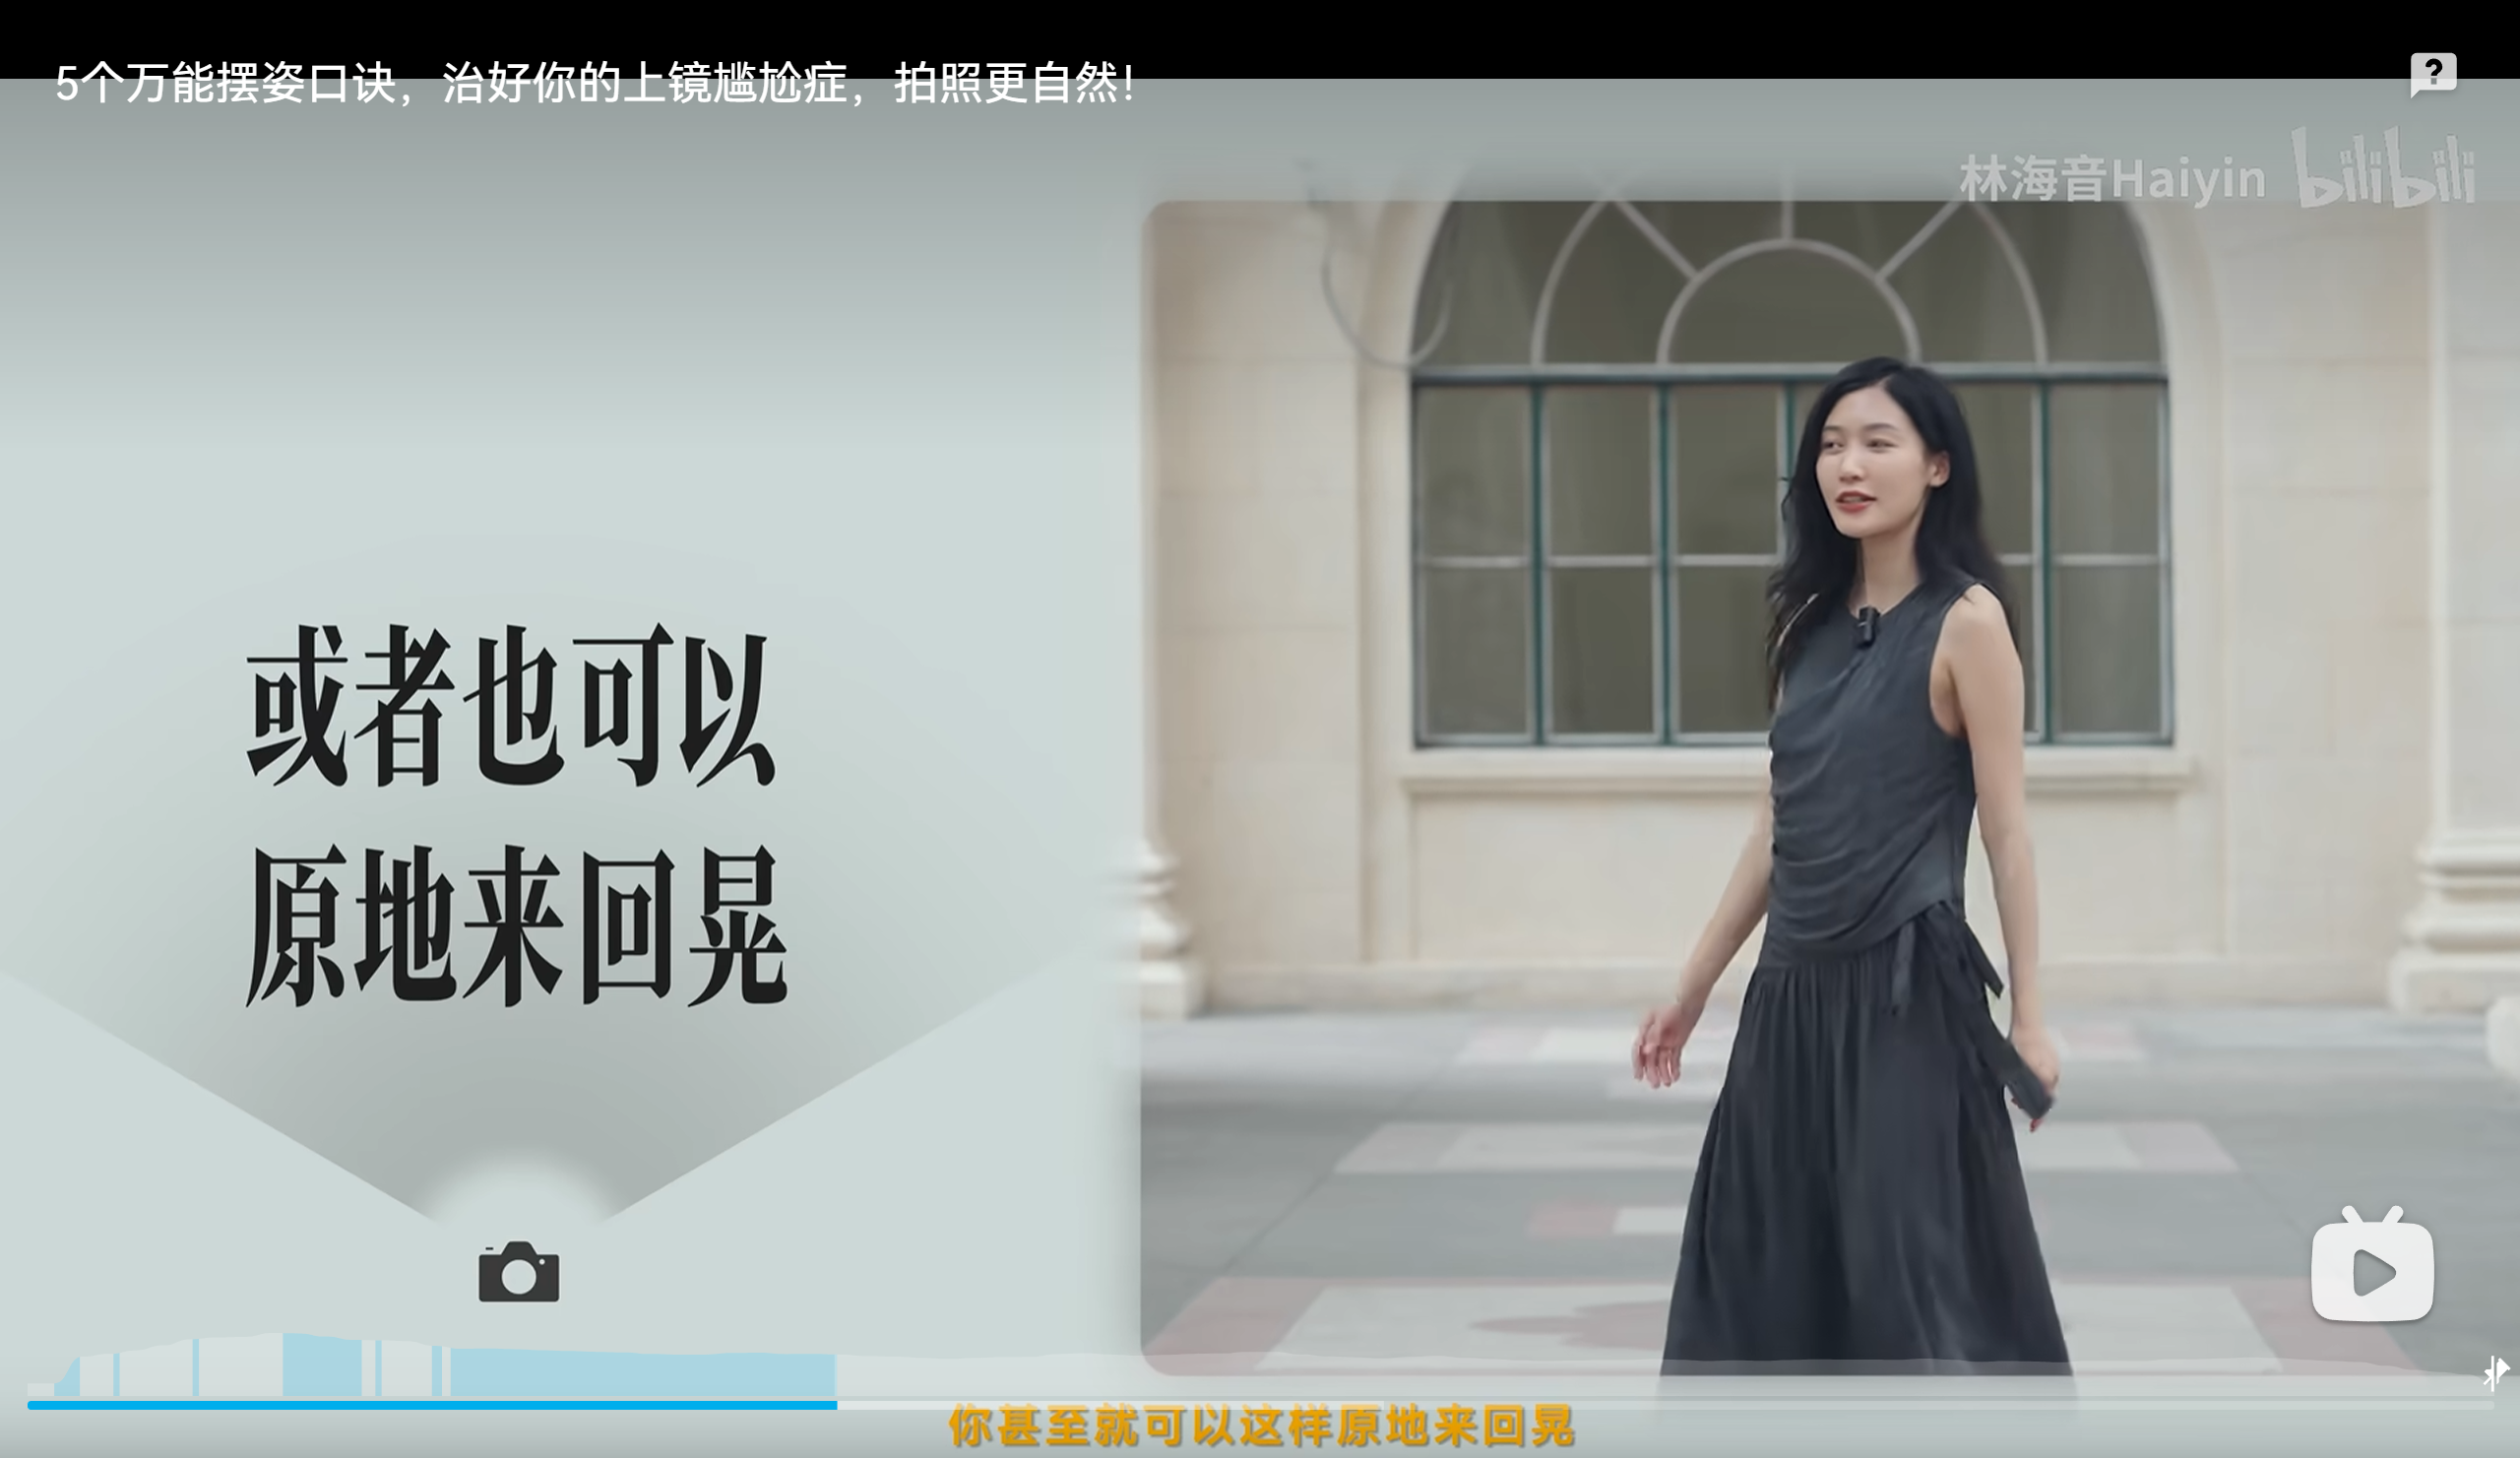 5个万能摆姿口诀，治好你的上镜尴尬症，拍照更自然！
?
林海音Haiyin bilibili
或者也可以
原地来回晃
你甚至就可以这样原地来回晃